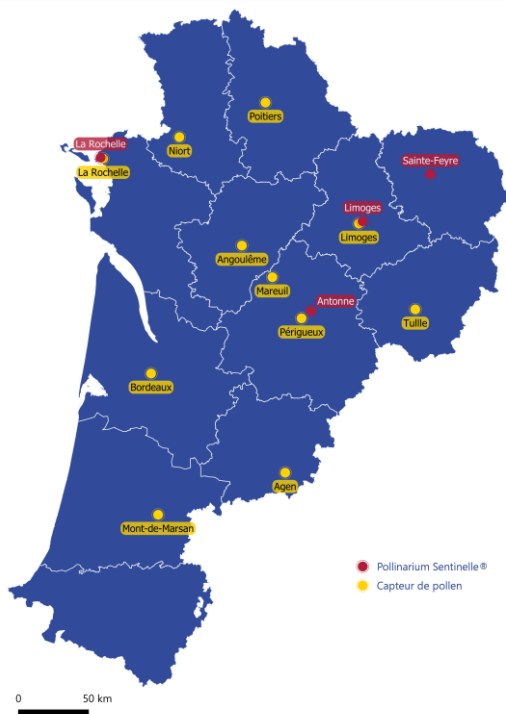 Poitiers
La Rochelle
Niort
La Rochelle
Sainte-Feyre
Limoges
Limoges
Angoulême
Mareuil
Antonne
Périgueux
Tullle
Bordeaux
Agen
Mont-de-Marsan
Pollinarium Sentinelle®
Capteur de pollen
0 50 km